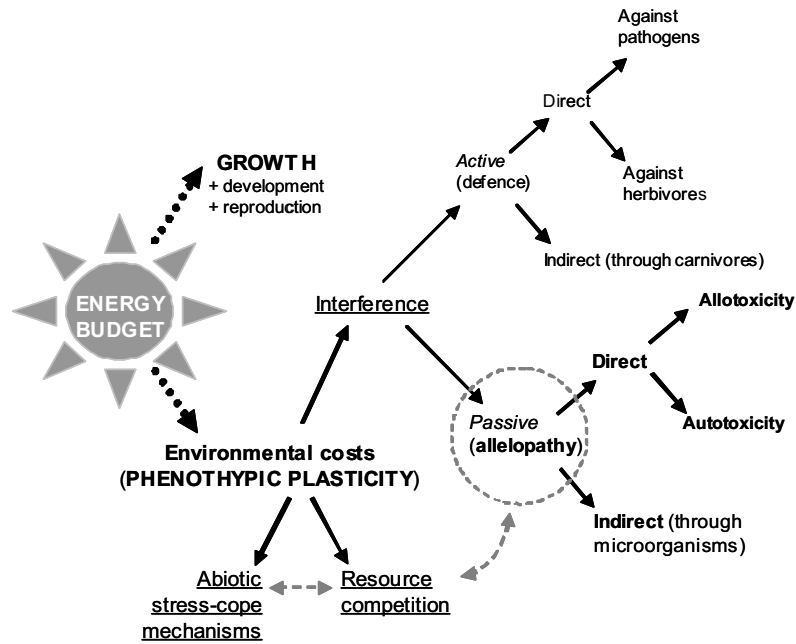 Against
pathogens
Direct
Against
herbivores
Active
(defence)
Indirect (through carnivores)
GROWTH
+ development
+ reproduction
ENERGY
BUDGET
Interference
Allotoxicity
Direct
Autotoxicity
Passive
(allelopathy)
Indirect (through
microorganisms)
Environmental costs
(PHENOTHYPIC PLASTICITY)
Abiotic
stress-cope
mechanisms
Resource
competition